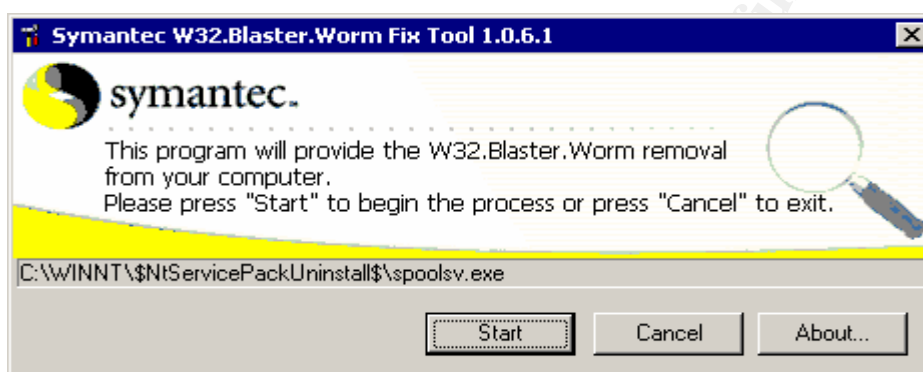 Symantec W32.Blaster.Worm Fix Tool 1.0.6.1
symantec.
This program will provide the W32.Blaster.Worm removal
from your computer.
Please press "Start" to begin the process or press "Cancel" to exit.
C:\WINNT\$NtServicePackUninstall$\spoolsv.exe
Start
Cancel
About...